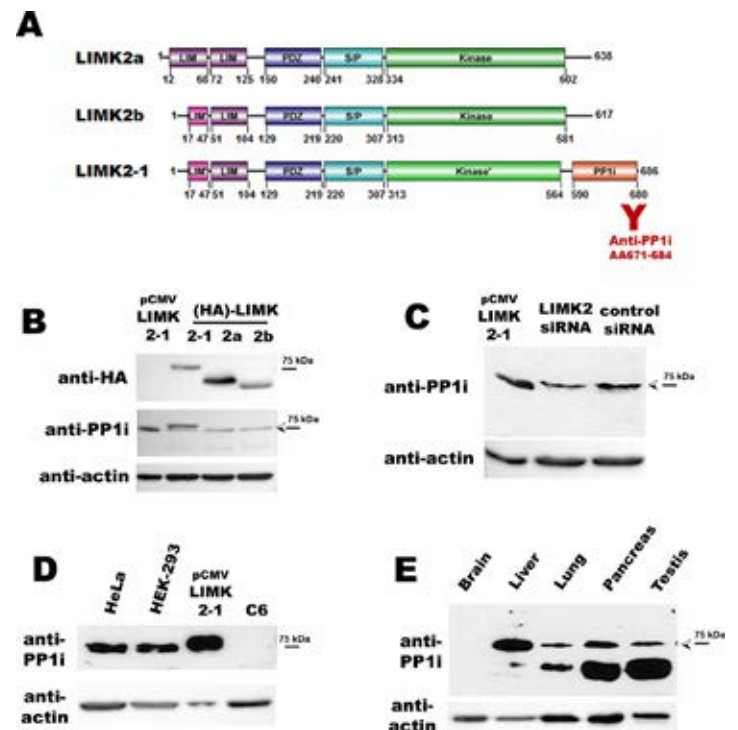 A
LIMK2a 1 LIM LIM PDZ S/P Kinase 638
12 68 72 125 150 240 241 328 334 602
LIMK2b 1 LIM' LIM PDZ S/P Kinase 617
17 47 51 104 129 219 220 307 313 581
LIMK2-1 1 LIM' LIM PDZ S/P Kinase' PP1i 686
17 47 51 104 129 219 220 307 313 564 590 680
Y
Anti-PP1i
AA671-684
B
pCMV
LIMK
2-1
(HA)-LIMK
2-1 2a 2b
anti-HA
75 kDa
anti-PP1i
75 kDa
anti-actin
C
pCMV
LIMK
2-1
LIMK2
siRNA
control
siRNA
anti-PP1i
75 kDa
anti-actin
D
HeLa
HEK-293
pCMV
LIMK
2-1
C6
anti-
PP1i
75 kDa
anti-
actin
E
Brain
Liver
Lung
Pancreas
Testis
anti-
PP1i
75 kDa
anti-
actin